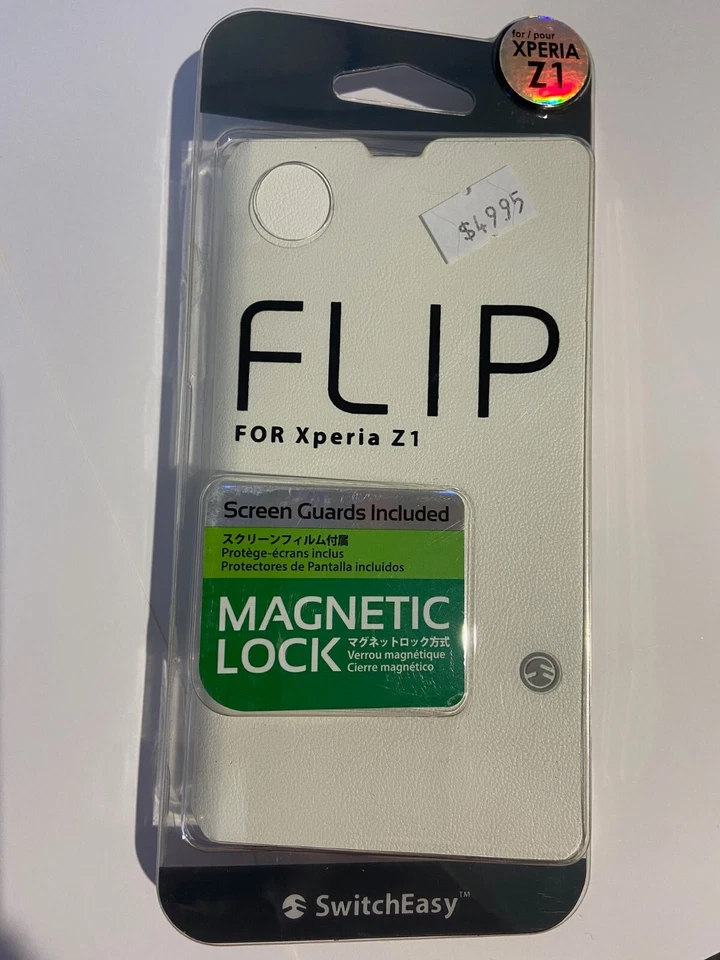 for / pour
XPERIA
Z1
$4995
FLIP
FOR Xperia Z1
Screen Guards Included
スクリーンフィルム付属
Protège-écrans inclus
Protectores de Pantalla incluidos
MAGNETIC
LOCK
マグネットロック方式
Verrou magnétique
Cierre magnético
SwitchEasy™